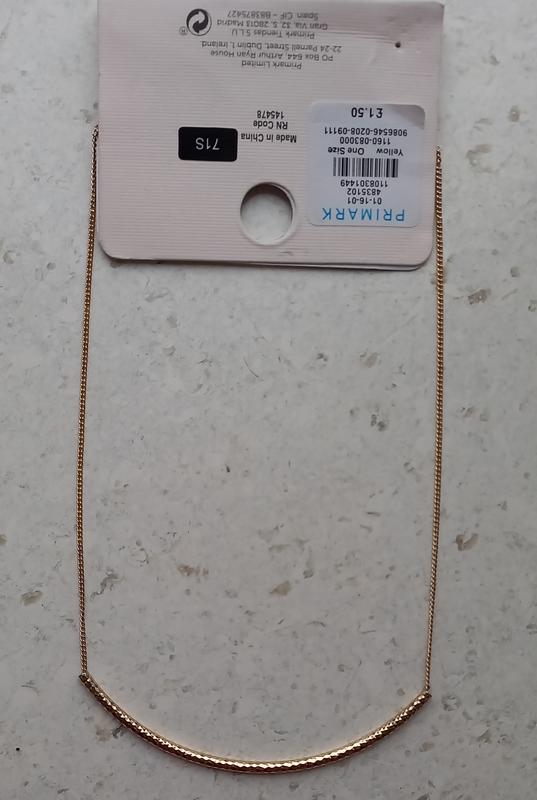 PRIMARK
01-16-01
4835102
1108301449
Yellow One Size
1160-083000
9086546-0208-09111
£1.50
71S
Made in China
RN Code
145478
Primark Limited
PO Box 644, Arthur Ryan House
22-24 Parnell Street, Dublin 1, Ireland
Primark Tiendas S.L.U.
Gran Via, 32, 5, 28013 Madrid
Spain. CIF - B83875427
®